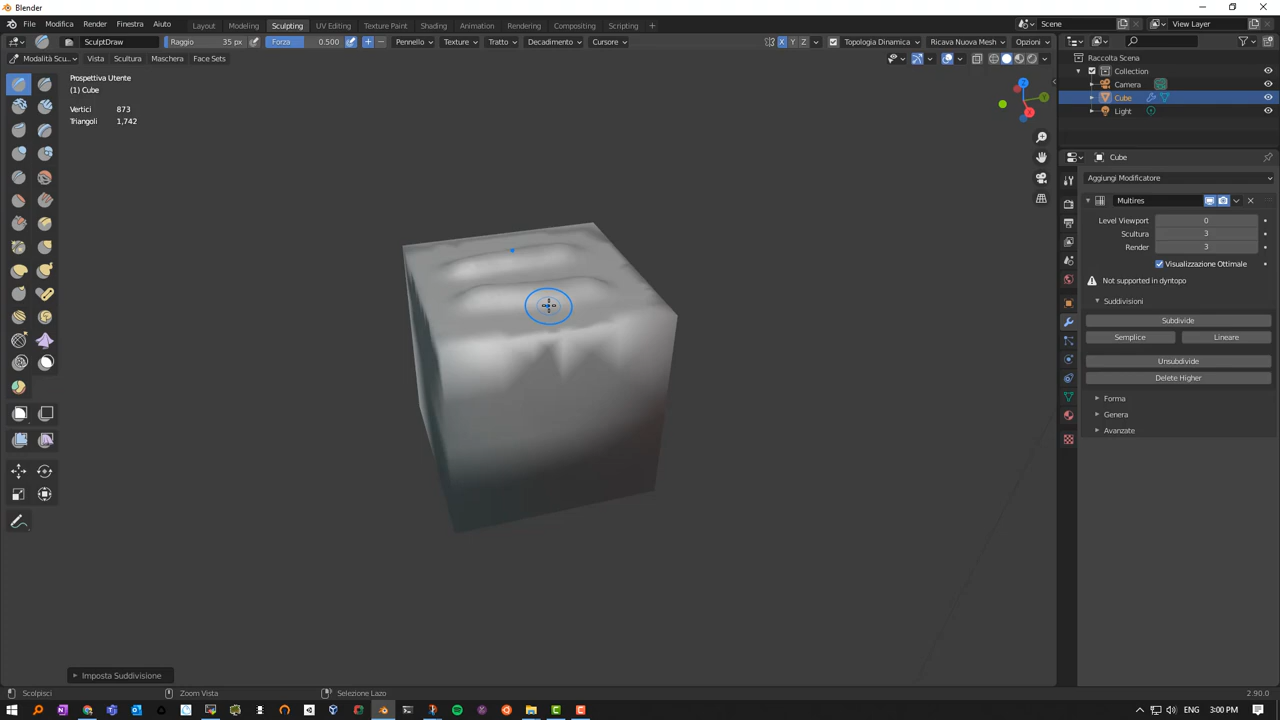 Blender
File Modifica Render Finestra Aiuto Layout Modeling Sculpting UV Editing Texture Paint Shading Animation Rendering Compositing Scripting + Scene View Layer
SculptDraw Raggio 35 px Forza 0.500 Pennello Texture Tratto Decadimento Cursore X Y Z Topologia Dinamica Ricava Nuova Mesh Opzioni
Modalità Scu... Vista Scultura Maschera Face Sets
Raccolta Scena
Collection
Camera
Cube
Light
Prospettiva Utente
(1) Cube
Vertici 873
Triangoli 1,742
Z
Y
X
Cube
Aggiungi Modificatore
Multires
Level Viewport 0
Scultura 3
Render 3
Visualizzazione Ottimale
Not supported in dyntopo
Suddivisioni
Subdivide
Semplice Lineare
Unsubdivide
Delete Higher
Forma
Genera
Avanzate
Imposta Suddivisione
Scolpisci Zoom Vista Selezione Lazo 2.90.0
ENG 3:00 PM